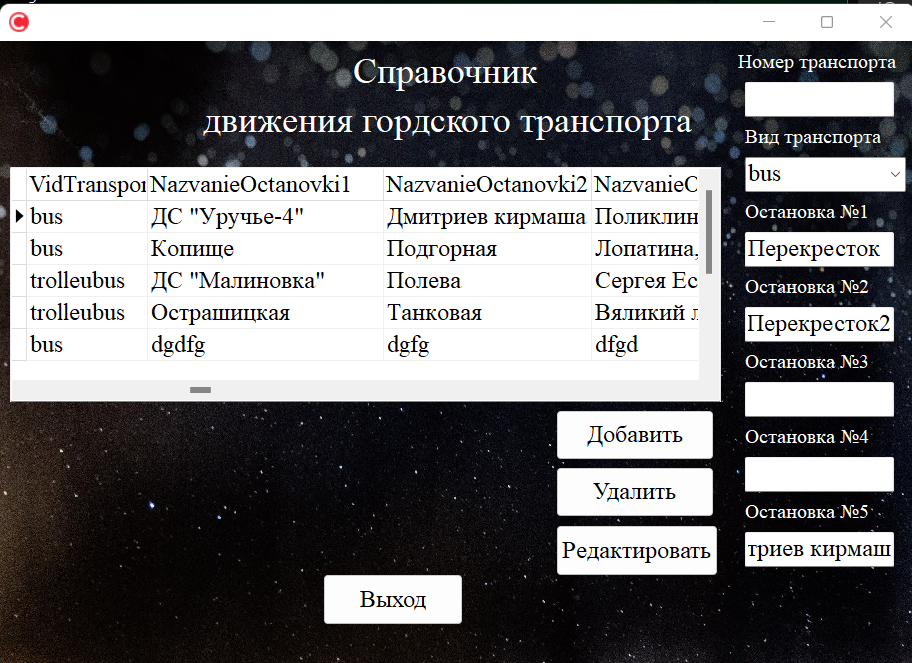 Справочник
движения гордского транспорта
VidTranspor NazvanieOctanovki1 NazvanieOctanovki2 NazvanieO
bus ДС "Уручье-4" Дмитриев кирмаша Поликлин
bus Копище Подгорная Лопатина,
trolleubus ДС "Малиновка" Полева Сергея Ес
trolleubus Острашицкая Танковая Вяликий л
bus dgdfg dgfg dfgd
Добавить
Удалить
Редактировать
Выход
Номер транспорта
Вид транспорта
bus
Остановка №1
Перекресток
Остановка №2
Перекресток2
Остановка №3
Остановка №4
Остановка №5
триев кирмаш